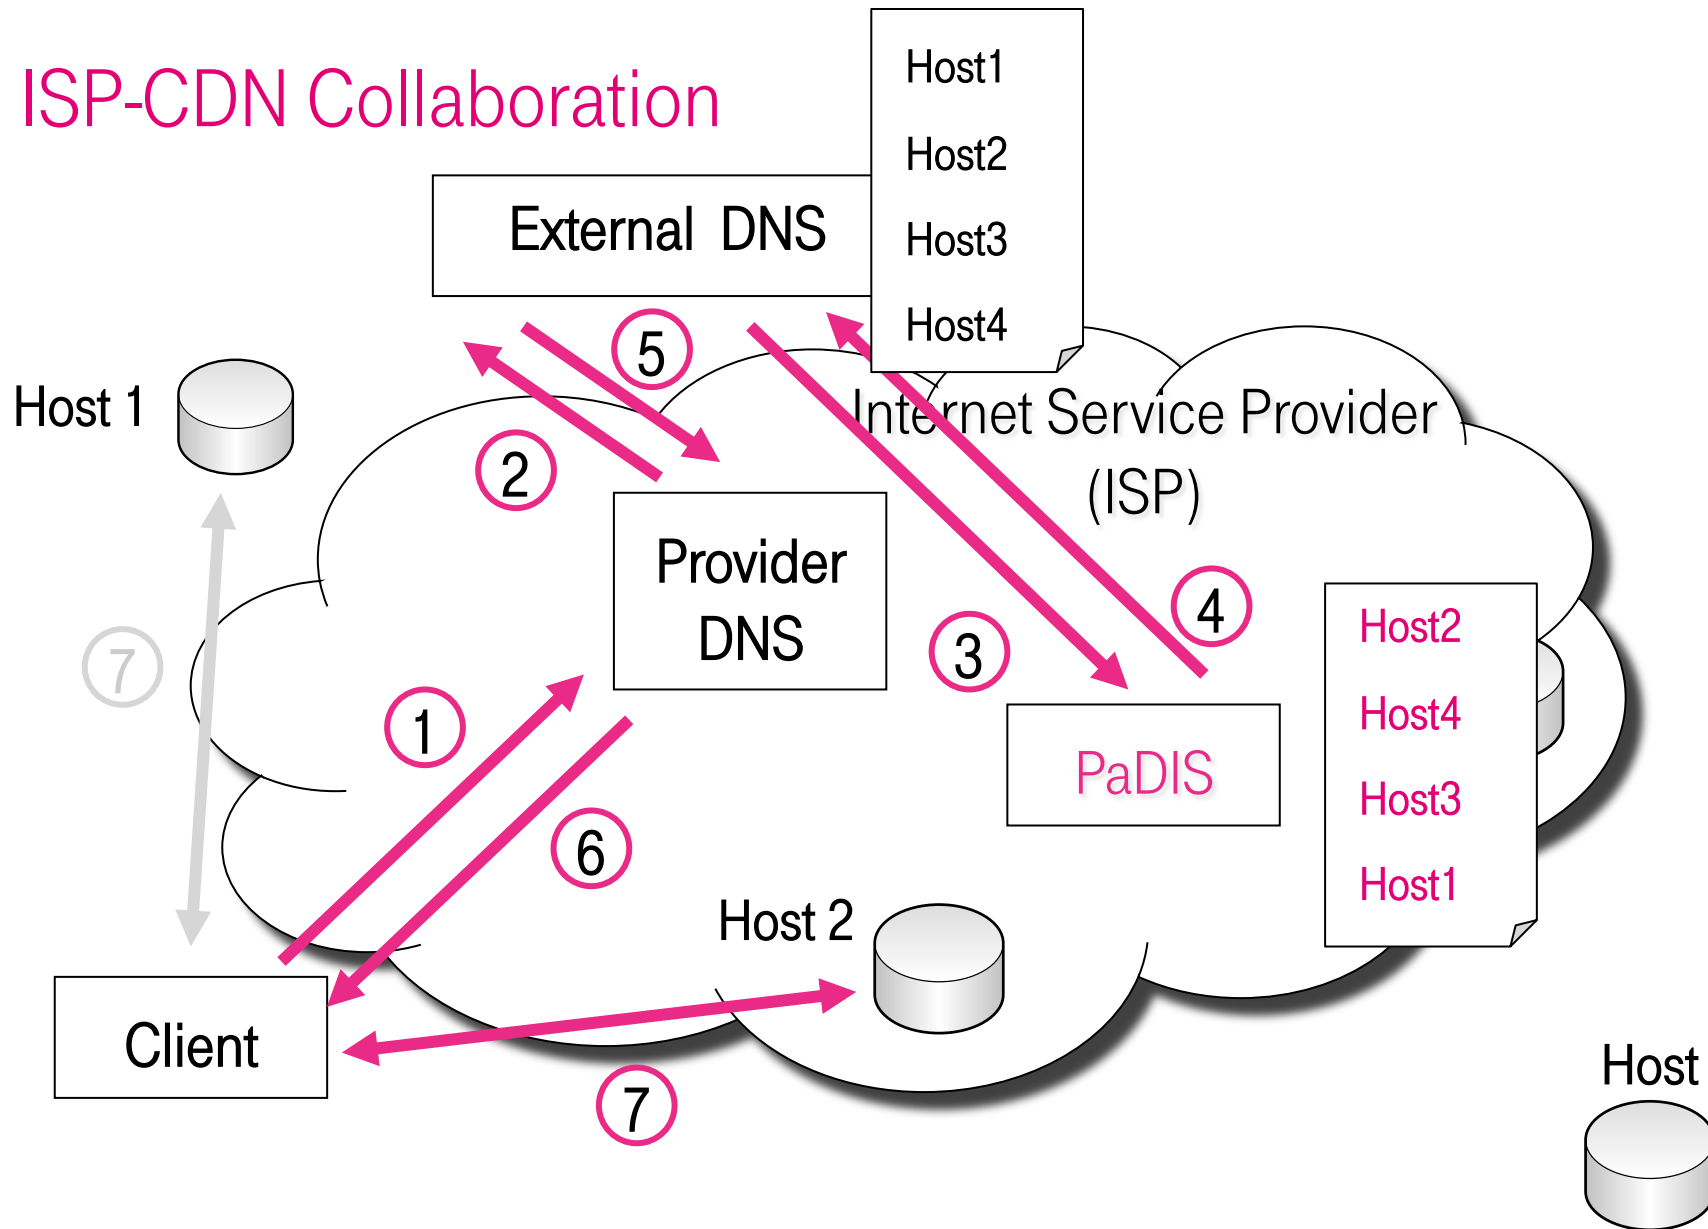 ISP-CDN Collaboration
Host1
Host2
Host3
Host4
External DNS
5
2
Host 1
Internet Service Provider
(ISP)
Provider
DNS
7
1
3
4
Host2
Host4
Host3
Host1
PaDIS
6
Host 2
Client
7
Host